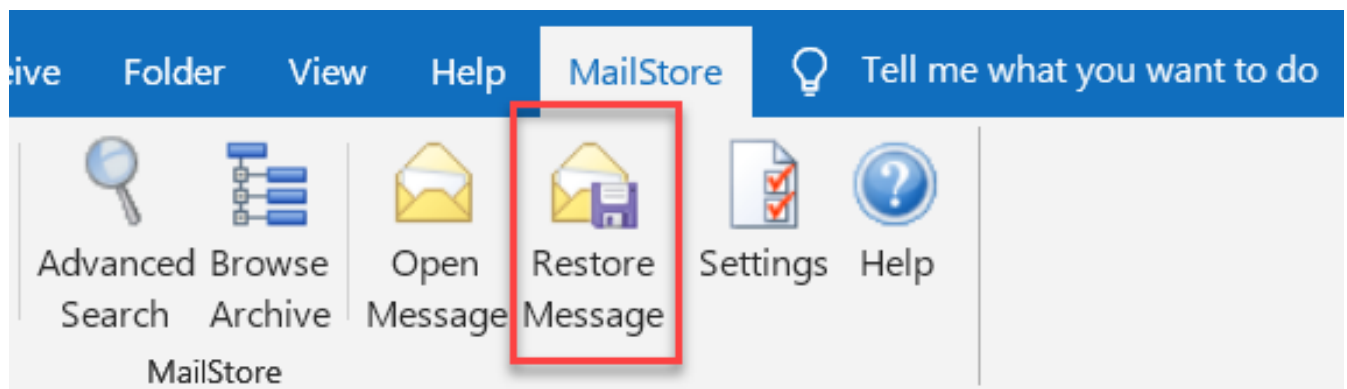 eive Folder View Help MailStore Tell me what you want to do
Advanced Browse Open Restore Settings Help
Search Archive Message Message
MailStore